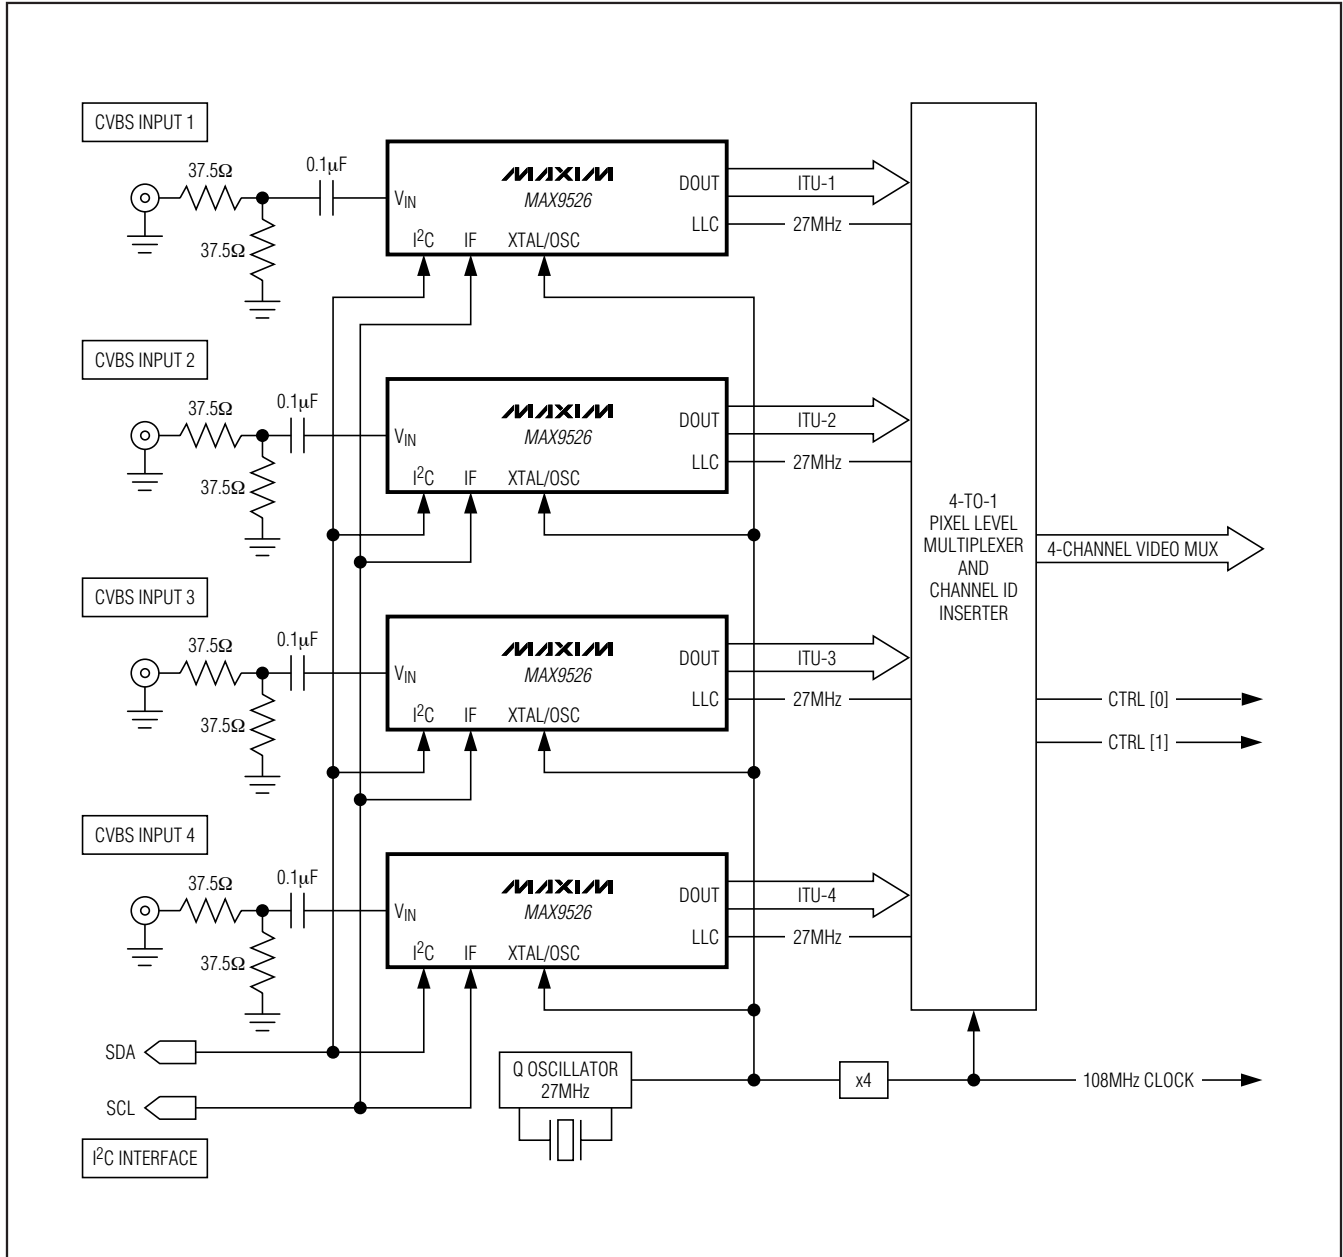 CVBS INPUT 1
37.5Ω
0.1µF
37.5Ω
VIN
MAXIM
MAX9526
DOUT
LLC
I²C IF XTAL/OSC
ITU-1
27MHz
CVBS INPUT 2
37.5Ω
0.1µF
37.5Ω
VIN
MAXIM
MAX9526
DOUT
LLC
I²C IF XTAL/OSC
ITU-2
27MHz
CVBS INPUT 3
37.5Ω
0.1µF
37.5Ω
VIN
MAXIM
MAX9526
DOUT
LLC
I²C IF XTAL/OSC
ITU-3
27MHz
CVBS INPUT 4
37.5Ω
0.1µF
37.5Ω
VIN
MAXIM
MAX9526
DOUT
LLC
I²C IF XTAL/OSC
ITU-4
27MHz
4-TO-1
PIXEL LEVEL
MULTIPLEXER
AND
CHANNEL ID
INSERTER
4-CHANNEL VIDEO MUX
CTRL [0]
CTRL [1]
SDA
SCL
I²C INTERFACE
Q OSCILLATOR
27MHz
x4
108MHz CLOCK